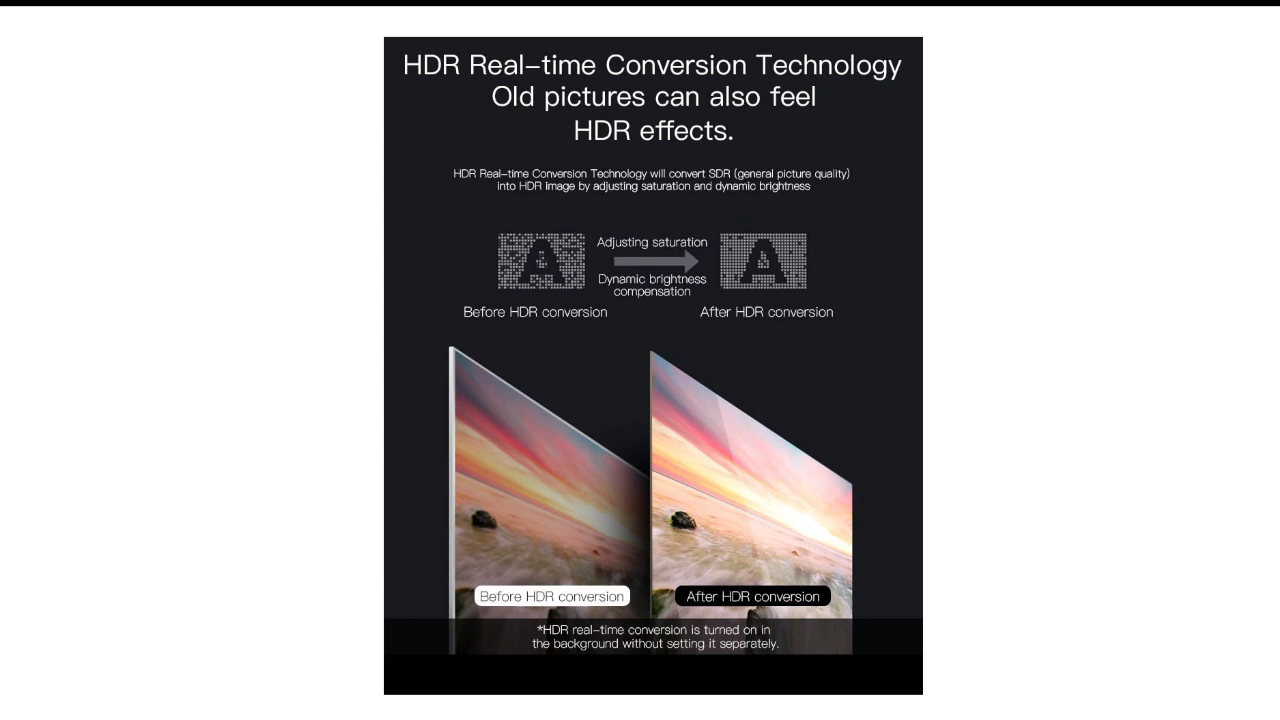 HDR Real-time Conversion Technology
Old pictures can also feel
HDR effects.
HDR Real-time Conversion Technology will convert SDR (general picture quality)
into HDR image by adjusting saturation and dynamic brightness
A
Adjusting saturation
A
Dynamic brightness
compensation
Before HDR conversion
After HDR conversion
Before HDR conversion
After HDR conversion
*HDR real-time conversion is turned on in
the background without setting it separately.